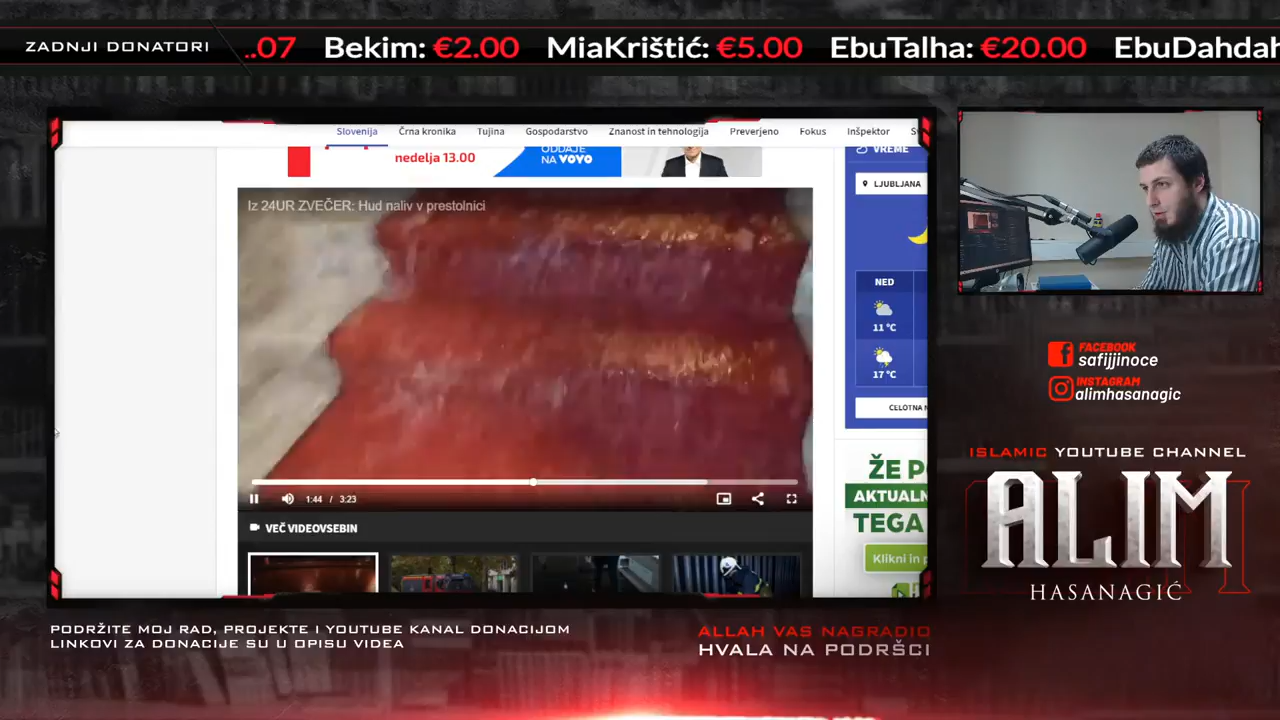 ZADNJI DONATORI
..07 Bekim: €2.00 MiaKrištić: €5.00 EbuTalha: €20.00 EbuDahdah
Slovenija Črna kronika Tujina Gospodarstvo Znanost in tehnologija Preverjeno Fokus Inšpektor
nedelja 13.00
ODDAJE
NA VOYO
VREME
LJUBLJANA
Iz 24UR ZVEČER: Hud naliv v prestolnici
NED
11 °C
17 °C
CELOTNA
1:44 / 3:23
VEČ VIDEOVSEBIN
ŽE
AKTUALN
TEGA
Klikni in
FACEBOOK
safijjinoce
INSTAGRAM
alimhasanagic
ISLAMIC YOUTUBE CHANNEL
ALIM
HASANAGIĆ
PODRŽITE MOJ RAD, PROJEKTE I YOUTUBE KANAL DONACIJOM
LINKOVI ZA DONACIJE SU U OPISU VIDEA
ALLAH VAS NAGRADIO
HVALA NA PODRŠCI